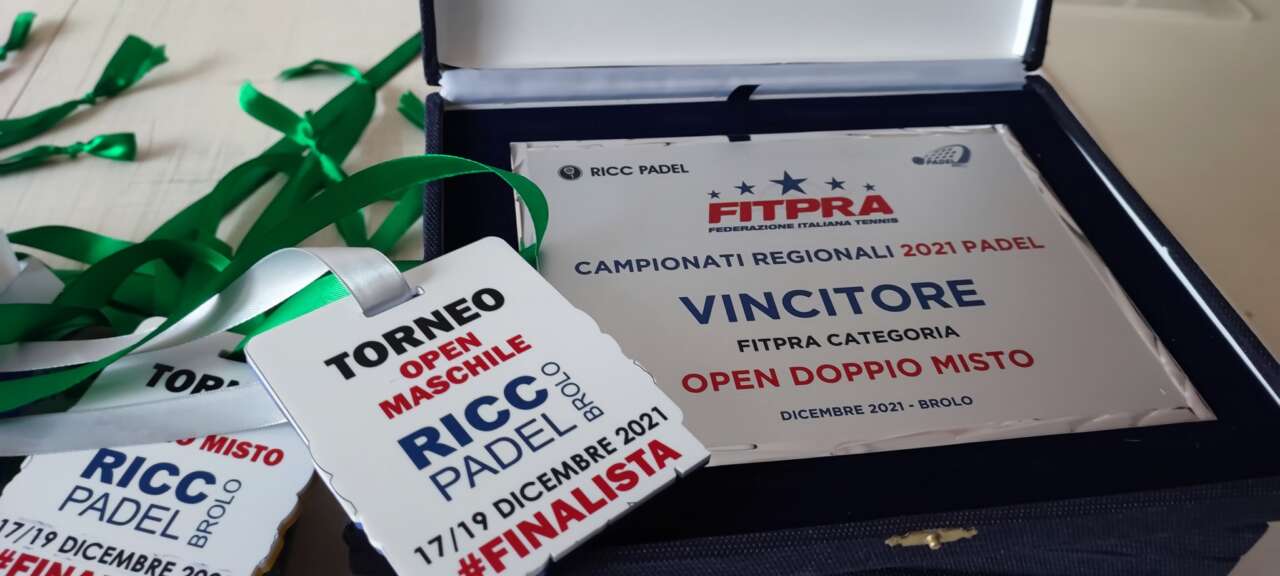 RICC PADEL
PADEL
FITPRA
FEDERAZIONE ITALIANA TENNIS
CAMPIONATI REGIONALI 2021 PADEL
VINCITORE
FITPRA CATEGORIA
OPEN DOPPIO MISTO
DICEMBRE 2021 - BROLO
TORNEO
OPEN
MASCHILE
RICC
PADEL
BROLO
17/19 DICEMBRE 2021
#FINALISTA
MISTO
RICC
PADEL
BROLO
17/19 DICEMBRE